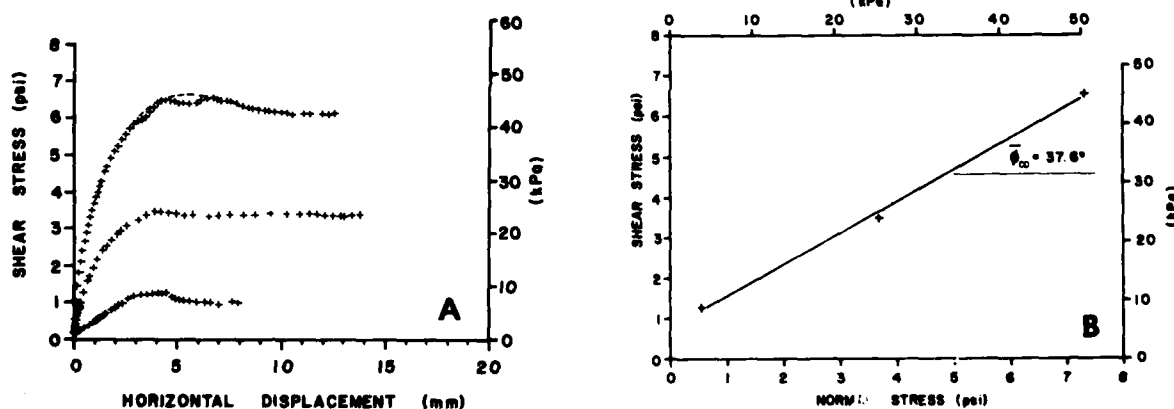 60
8
7
6
5
4
3
2
1
0
SHEAR STRESS (psi)
50
40
30
20
10
0
(kPa)
A
0 5 10 15 20
HORIZONTAL DISPLACEMENT (mm)
(kPa)
0 10 20 30 40 50
8
7
6
5
4
3
2
1
0
SHEAR STRESS (psi)
50
40
30
20
10
0
(kPa)
φ̅CD = 37.6°
B
0 1 2 3 4 5 6 7 8
STRESS (psi)